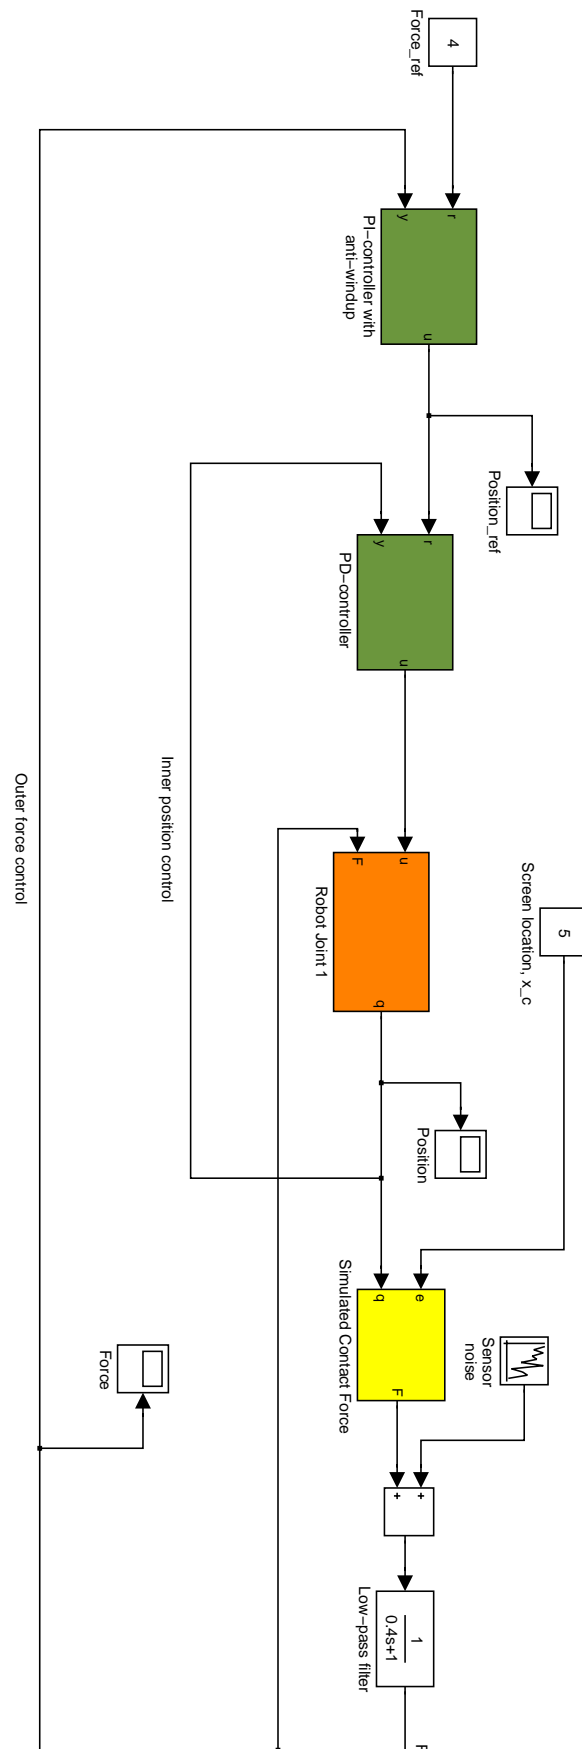 4
Force_ref
r
y
u
PI−controller with
anti−windup
Position_ref
r
y
u
PD−controller
Inner position control
Outer force control
u
F
q
Robot Joint 1
5
Screen location, x_c
Position
e
q
F
Simulated Contact Force
Sensor
noise
Force
+
+
1
0.4s+1
Low−pass filter